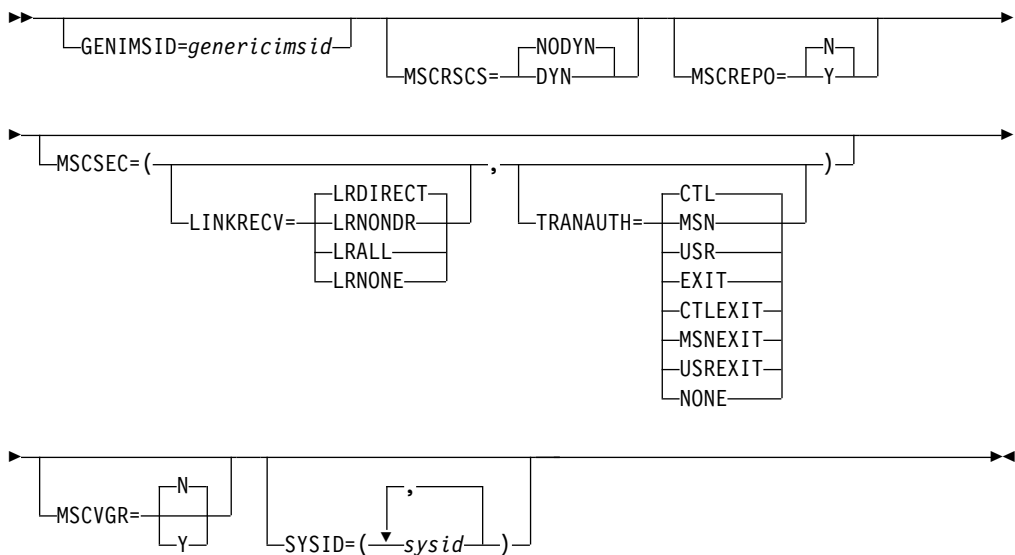 GENIMSID=genericimsid
MSCRSCS=
NODYN
DYN
MSCREPO=
N
Y
MSCSEC=(
LINKRECV=
LRDIRECT
LRNONDR
LRALL
LRNONE
,
TRANAUTH=
CTL
MSN
USR
EXIT
CTLEXIT
MSNEXIT
USREXIT
NONE
)
MSCVGR=
N
Y
SYSID=(
,
sysid
)